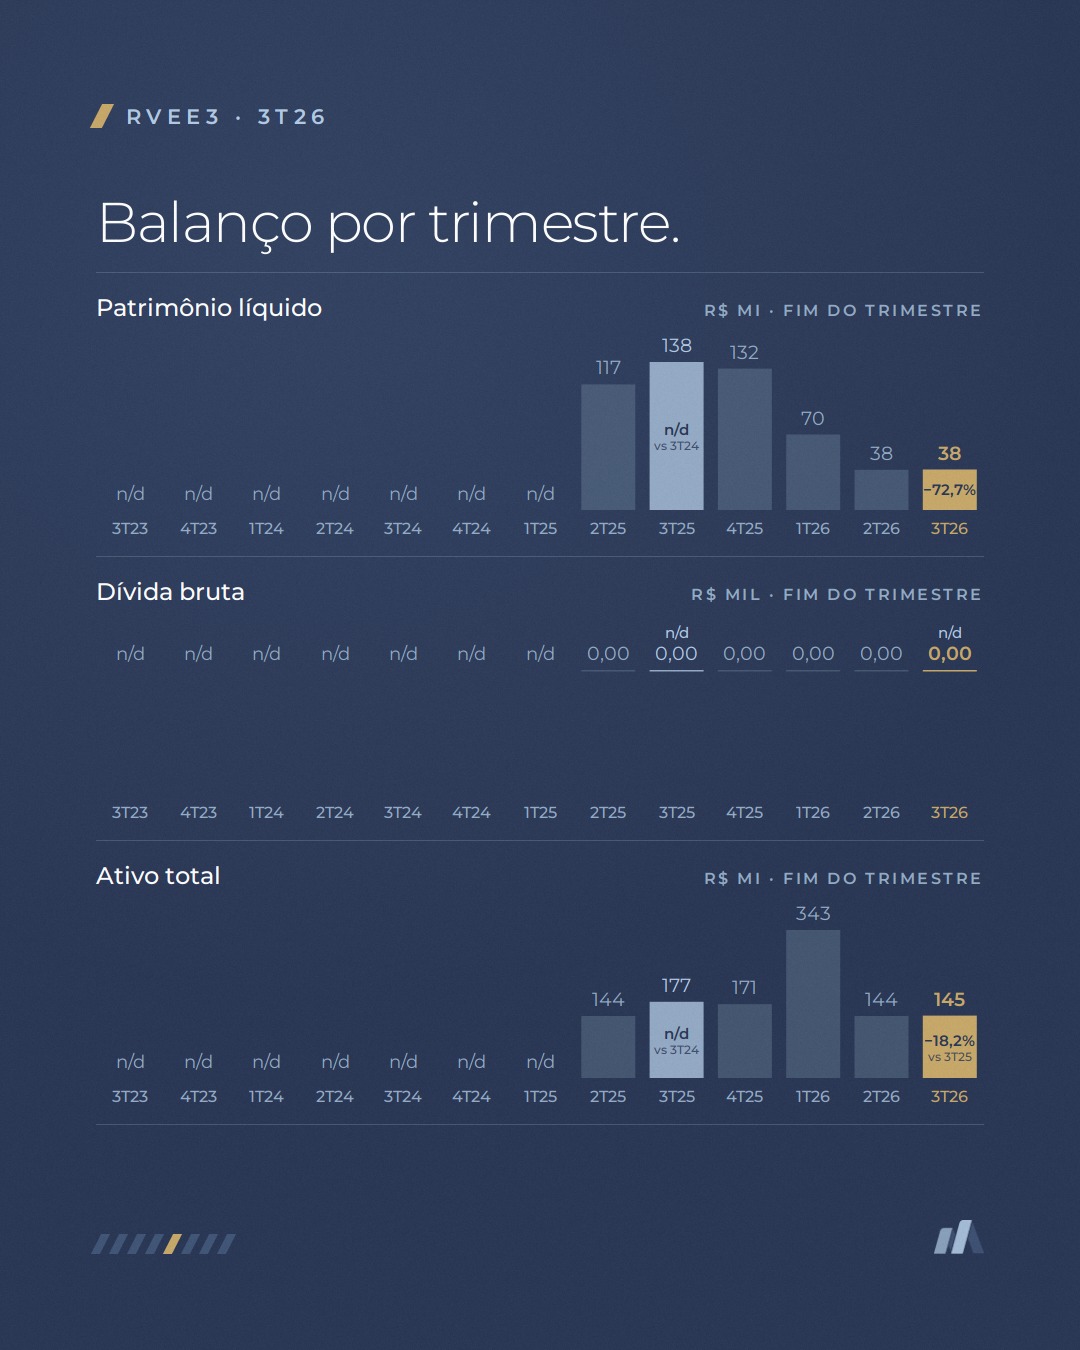 RVEE3 · 3T26
Balanço por trimestre.
Patrimônio líquido
R$ MI · FIM DO TRIMESTRE
n/d n/d n/d n/d n/d n/d n/d 117 138 132 70 38 38
n/d
vs 3T24
−72,7%
3T23 4T23 1T24 2T24 3T24 4T24 1T25 2T25 3T25 4T25 1T26 2T26 3T26
Dívida bruta
R$ MIL · FIM DO TRIMESTRE
n/d n/d
n/d n/d n/d n/d n/d n/d n/d 0,00 0,00 0,00 0,00 0,00 0,00
3T23 4T23 1T24 2T24 3T24 4T24 1T25 2T25 3T25 4T25 1T26 2T26 3T26
Ativo total
R$ MI · FIM DO TRIMESTRE
n/d n/d n/d n/d n/d n/d n/d 144 177 171 343 144 145
n/d
vs 3T24
−18,2%
vs 3T25
3T23 4T23 1T24 2T24 3T24 4T24 1T25 2T25 3T25 4T25 1T26 2T26 3T26